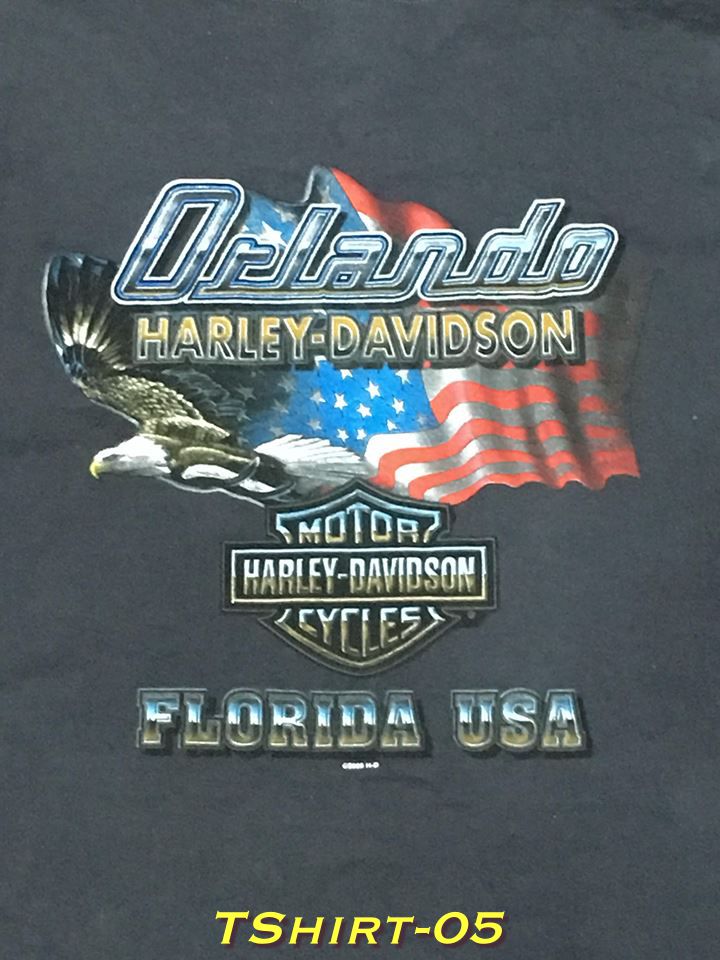 Orlando
HARLEY-DAVIDSON
MOTOR
HARLEY-DAVIDSON
CYCLES
FLORIDA USA
TSHIRT-05